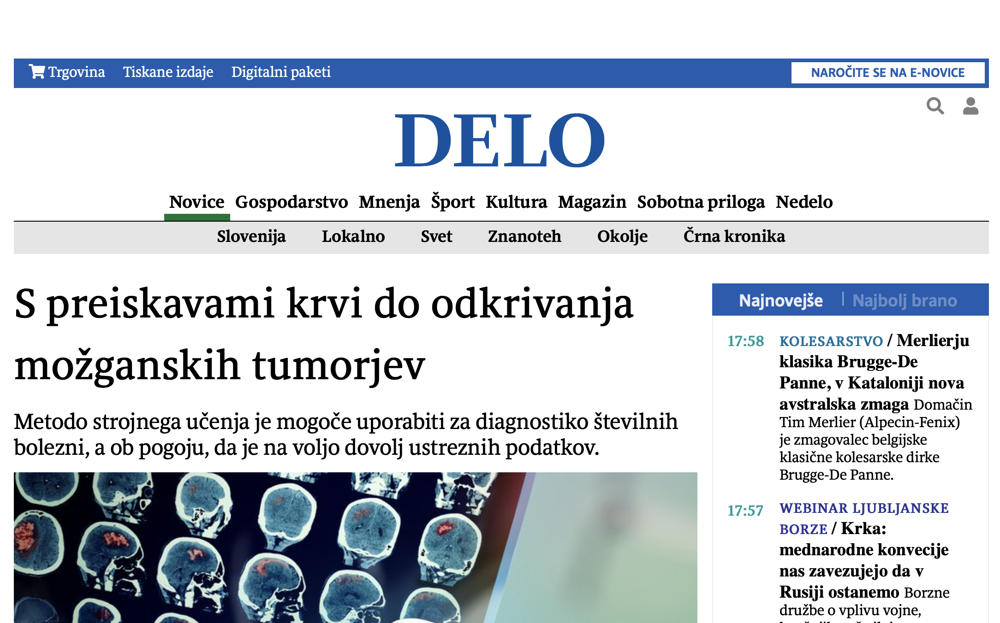 Trgovina Tiskane izdaje Digitalni paketi
NAROČITE SE NA E-NOVICE
DELO
Novice Gospodarstvo Mnenja Šport Kultura Magazin Sobotna priloga Nedelo
Slovenija Lokalno Svet Znanoteh Okolje Črna kronika
S preiskavami krvi do odkrivanja
možganskih tumorjev
Metodo strojnega učenja je mogoče uporabiti za diagnostiko številnih
bolezni, a ob pogoju, da je na voljo dovolj ustreznih podatkov.
Najnovejše | Najbolj brano
17:58 KOLESARSTVO / Merlierju
klasika Brugge-De
Panne, v Kataloniji nova
avstralska zmaga Domačin
Tim Merlier (Alpecin-Fenix)
je zmagovalec belgijske
klasične kolesarske dirke
Brugge-De Panne.
17:57 WEBINAR LJUBLJANSKE
BORZE / Krka:
mednarodne konvecije
nas zavezujejo da v
Rusiji ostanemo Borzne
družbe o vplivu vojne,